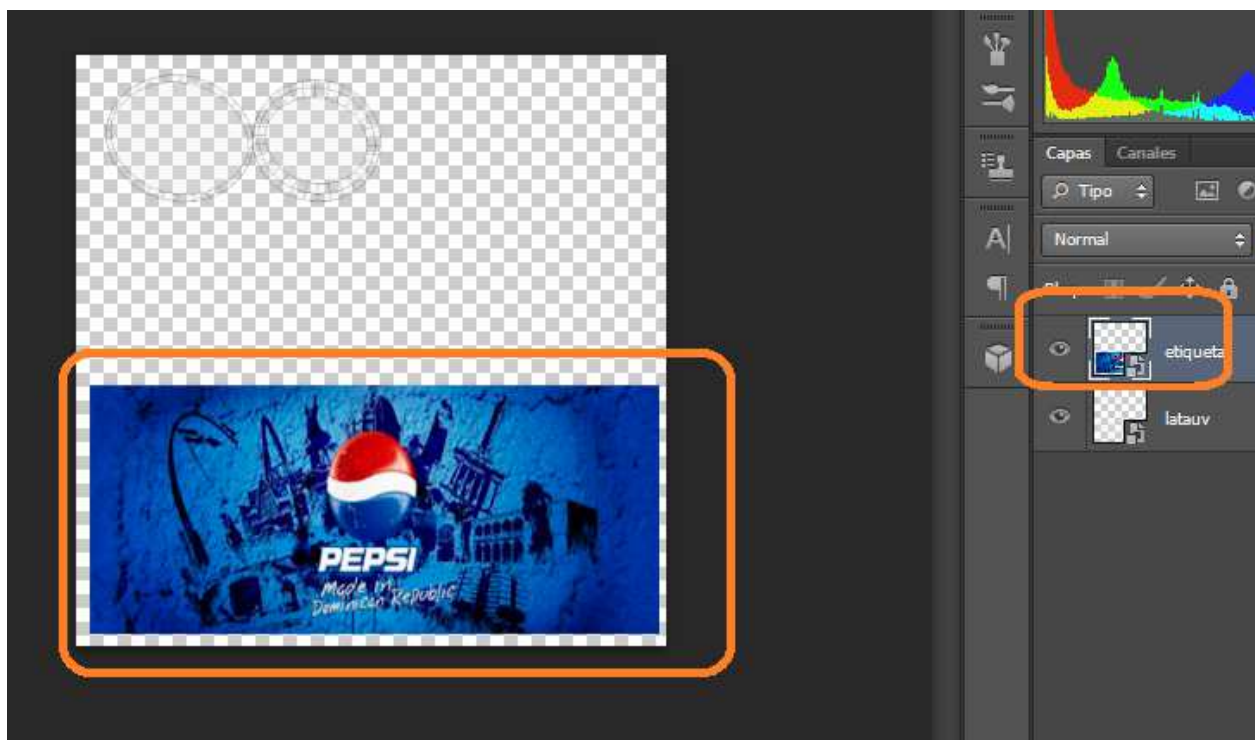 Capas Canales
Tipo
Normal
etiqueta
latauv
PEPSI
Made in
Dominican Republic